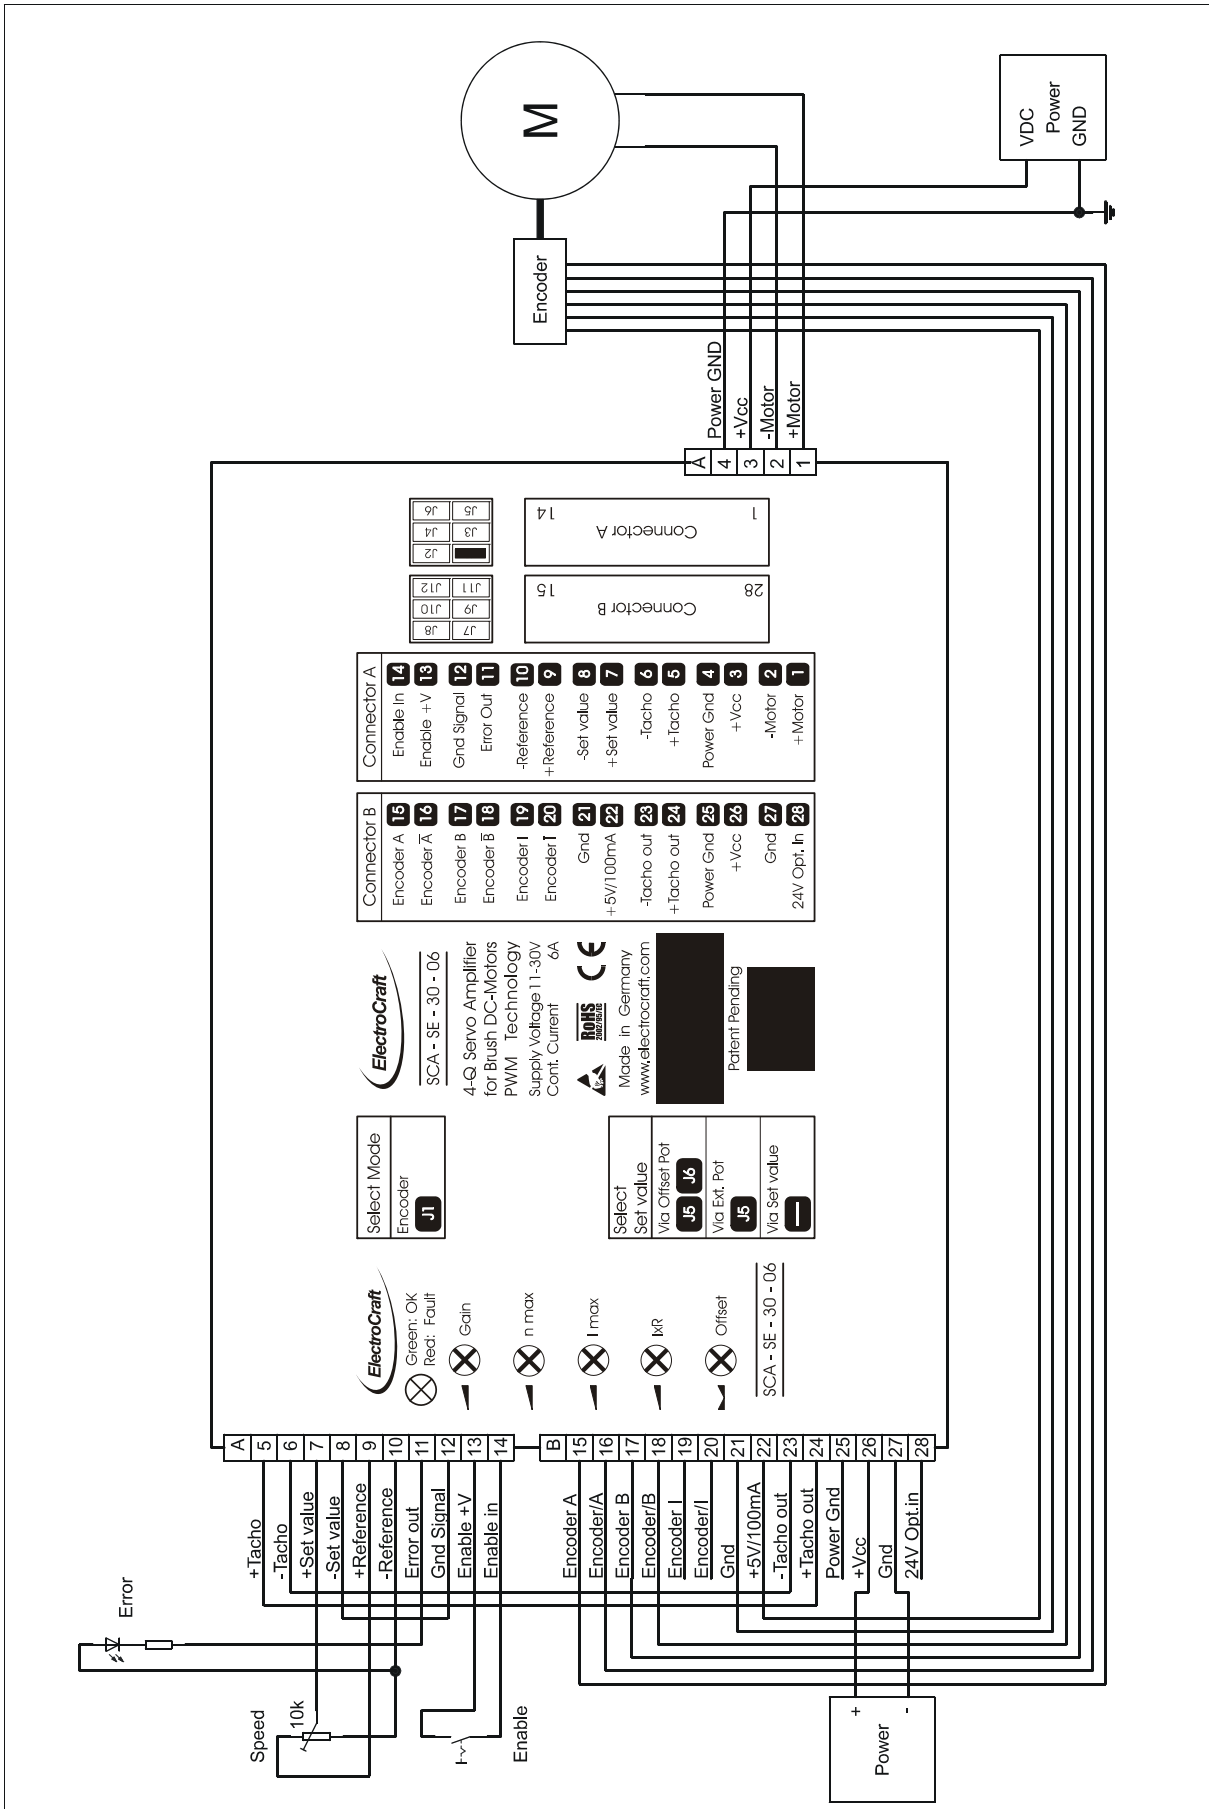 M
Encoder
VDC
Power
GND
Power GND
+Vcc
-Motor
+Motor
A
4
3
2
1
J6
J5
J4
J3
J2
J12
J11
J10
J9
J8
J7
14
Connector A
1
15
Connector B
28
Connector A
Enable In 14
Enable +V 13
Gnd Signal 12
Error Out 11
-Reference 10
+Reference 9
-Set value 8
+Set value 7
-Tacho 6
+Tacho 5
Power Gnd 4
+Vcc 3
-Motor 2
+Motor 1
Connector B
Encoder A 15
Encoder A̅ 16
Encoder B 17
Encoder B̅ 18
Encoder I 19
Encoder I̅ 20
Gnd 21
+5V/100mA 22
-Tacho out 23
+Tacho out 24
Power Gnd 25
+Vcc 26
Gnd 27
24V Opt. In 28
ElectroCraft
SCA - SE - 30 - 06
4-Q Servo Amplifier
for Brush DC-Motors
PWM Technology
Supply Voltage 11-30V
Cont. Current 6A
RoHS
2002/95/EC
CE
Made in Germany
www.electrocraft.com
Patent Pending
Select Mode
Encoder
J1
Select
Set value
Via Offset Pot
J5 J6
Via Ext. Pot
J5
Via Set value
ElectroCraft
Green: OK
Red: Fault
Gain
n max
I max
IxR
Offset
SCA - SE - 30 - 06
A
5
6
7
8
9
10
11
12
13
14
B
15
16
17
18
19
20
21
22
23
24
25
26
27
28
+Tacho
-Tacho
+Set value
-Set value
+Reference
-Reference
Error out
Gnd Signal
Enable +V
Enable in
Encoder A
Encoder/A
Encoder B
Encoder/B
Encoder I
Encoder/I
Gnd
+5V/100mA
-Tacho out
+Tacho out
Power Gnd
+Vcc
Gnd
24V Opt.in
Error
Speed
10k
Enable
+
-
Power